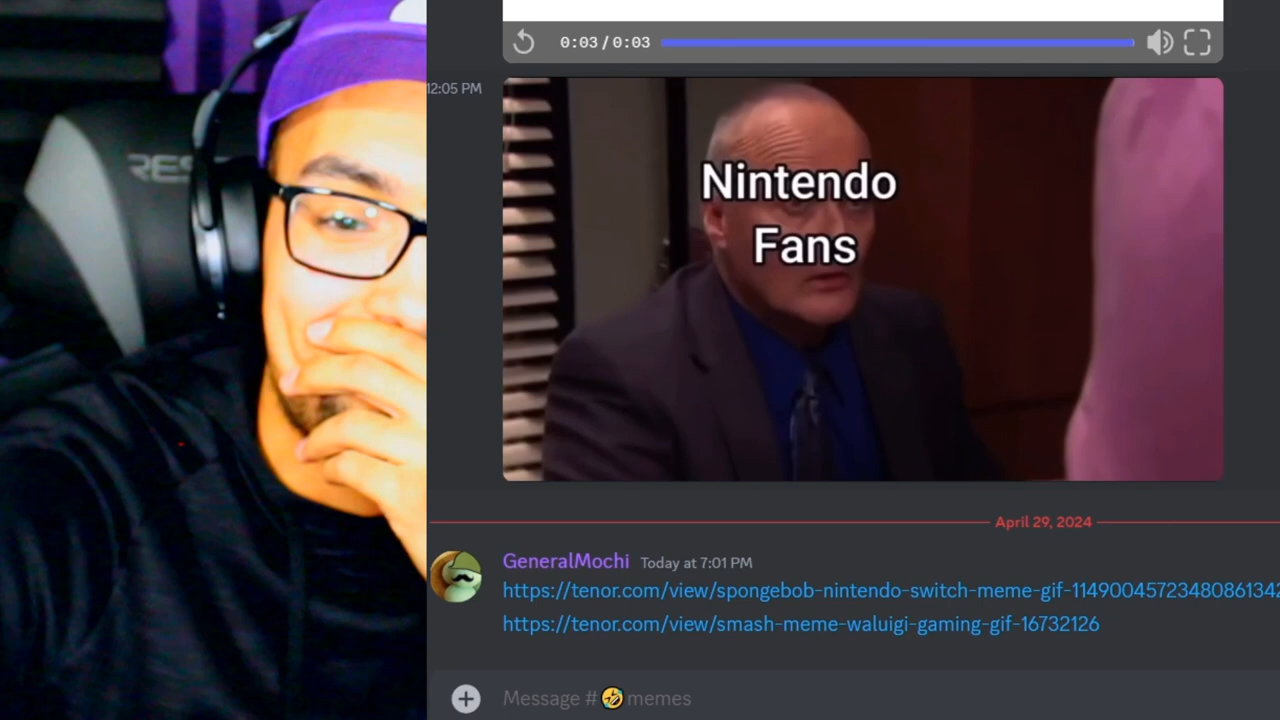 RES
0:03 / 0:03
12:05 PM
Nintendo
Fans
April 29, 2024
GeneralMochi Today at 7:01 PM
https://tenor.com/view/spongebob-nintendo-switch-meme-gif-1149004572348086134
https://tenor.com/view/smash-meme-waluigi-gaming-gif-16732126
Message # 🤣 memes